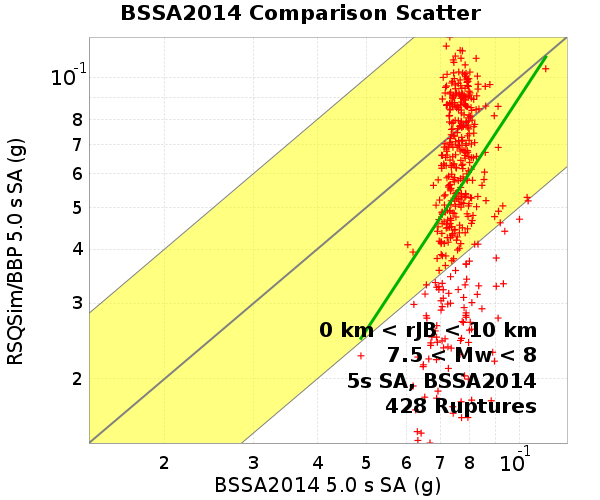 BSSA2014 Comparison Scatter
RSQSim/BBP 5.0 s SA (g)
10-1
8
7
6
5
4
3
2
0 km < rJB < 10 km
7.5 < Mw < 8
5s SA, BSSA2014
428 Ruptures
2 3 4 5 6 7 8 10-1
BSSA2014 5.0 s SA (g)